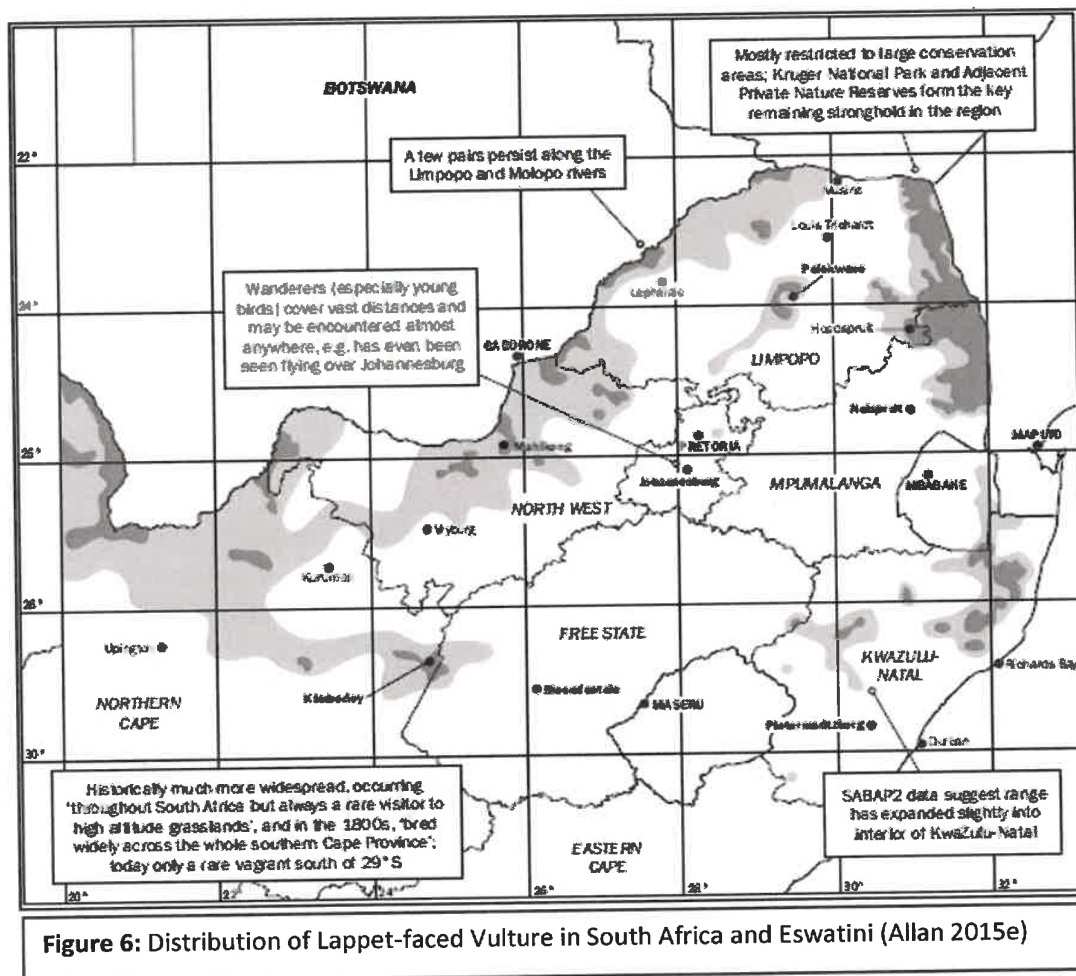 BOTSWANA
Mostly restricted to large conservation
areas; Kruger National Park and Adjacent
Private Nature Reserves form the key
remaining stronghold in the region
A few pairs persist along the
Limpopo and Molopo rivers
22°
Musina
Louis Trichardt
Polokwane
Lephalale
Wanderers (especially young
birds) cover vast distances and
may be encountered almost
anywhere, e.g. has even been
seen flying over Johannesburg
24°
GABORONE
Hoedspruit
LIMPOPO
Nelspruit
Mahikeng
PRETORIA
MAPUTO
Johannesburg
MPUMALANGA
MBABANE
NORTH WEST
Vryburg
Kuruman
28°
FREE STATE
Upington
KWAZULU-
NATAL
Richards Bay
NORTHERN
CAPE
Kimberley
Bloemfontein
MASERU
Pietermaritzburg
Durban
30°
Historically much more widespread, occurring
'throughout South Africa but always a rare visitor to
high altitude grasslands', and in the 1800s, 'bred
widely across the whole southern Cape Province';
today only a rare vagrant south of 29°S
SABAP2 data suggest range
has expanded slightly into
interior of KwaZulu-Natal
EASTERN
CAPE
20°
22°
24°
26°
28°
30°
32°
Figure 6: Distribution of Lappet-faced Vulture in South Africa and Eswatini (Allan 2015e)